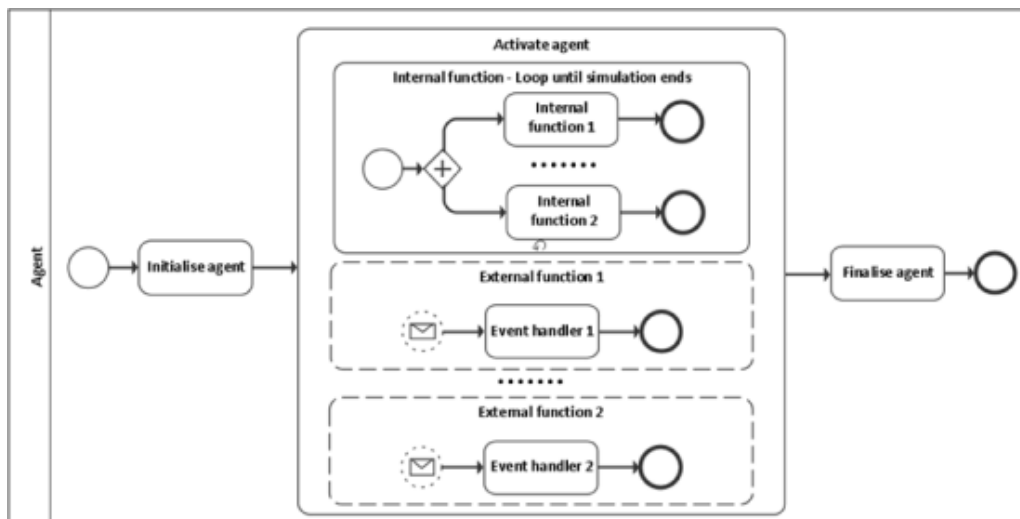 Agent
Initialise agent
Activate agent
Internal function - Loop until simulation ends
Internal
function 1
Internal
function 2
External function 1
Event handler 1
External function 2
Event handler 2
Finalise agent